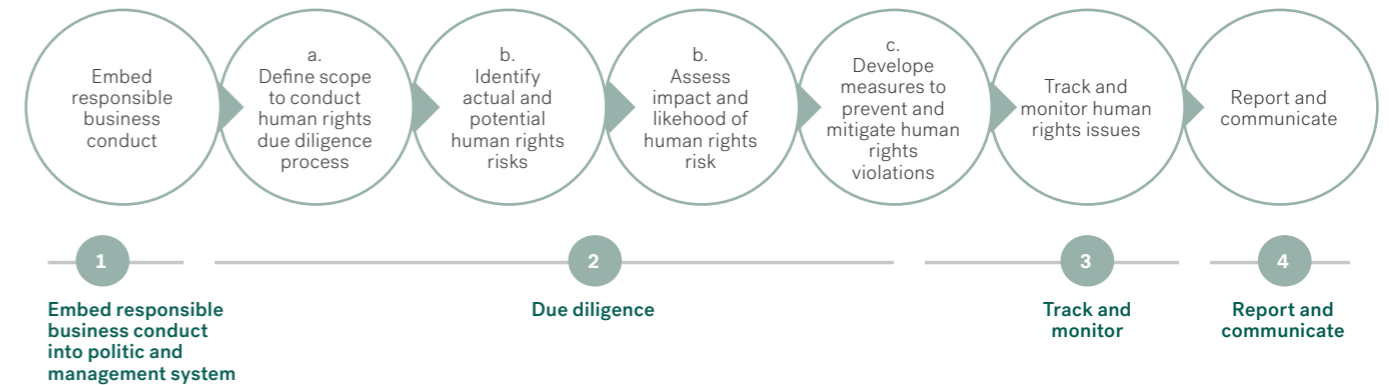 Embed
responsible
business
conduct
a.
Define scope
to conduct
human rights
due diligence
process
b.
Identify
actual and
potential
human rights
risks
b.
Assess
impact and
likehood of
human rights
risk
c.
Develope
measures to
prevent and
mitigate human
rights
violations
Track and
monitor human
rights issues
Report and
communicate
1
Embed responsible
business conduct
into politic and
management system
2
Due diligence
3
Track and
monitor
4
Report and
communicate